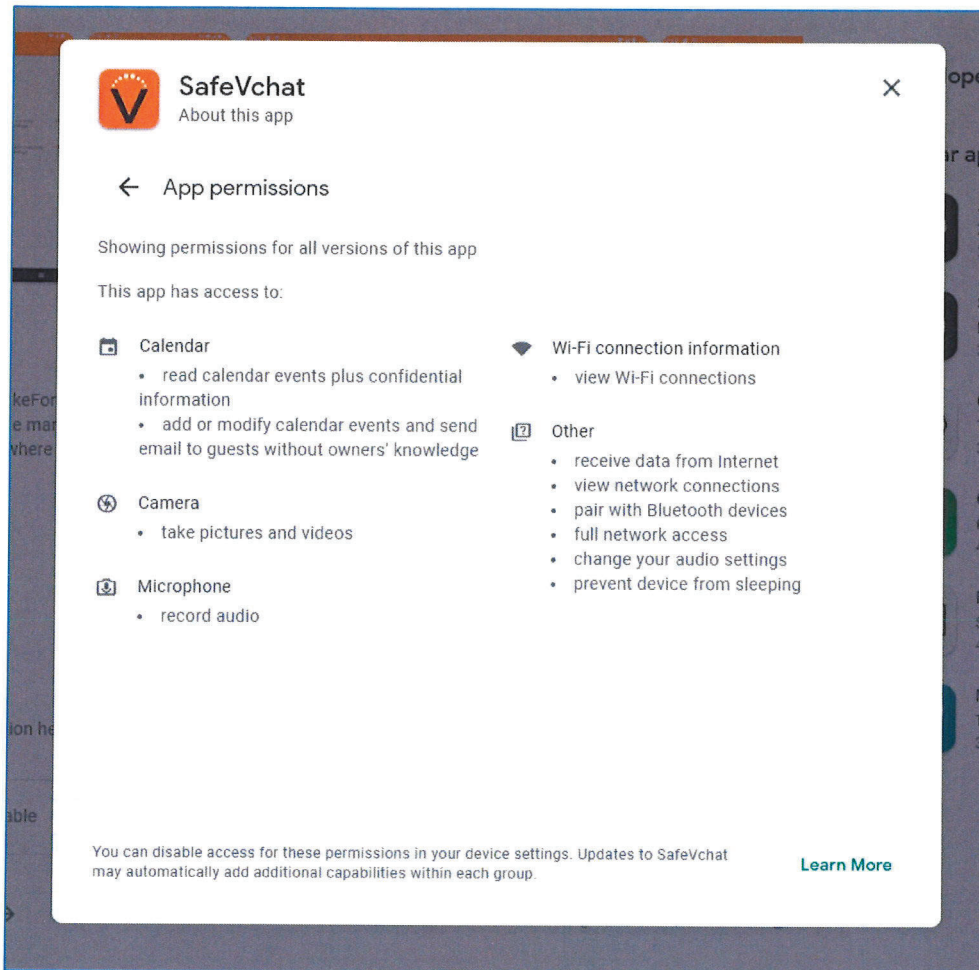 SafeVchat
About this app
App permissions
Showing permissions for all versions of this app
This app has access to:
Calendar
• read calendar events plus confidential
information
• add or modify calendar events and send
email to guests without owners' knowledge
Camera
• take pictures and videos
Microphone
• record audio
Wi-Fi connection information
• view Wi-Fi connections
Other
• receive data from Internet
• view network connections
• pair with Bluetooth devices
• full network access
• change your audio settings
• prevent device from sleeping
You can disable access for these permissions in your device settings. Updates to SafeVchat
may automatically add additional capabilities within each group.
Learn More